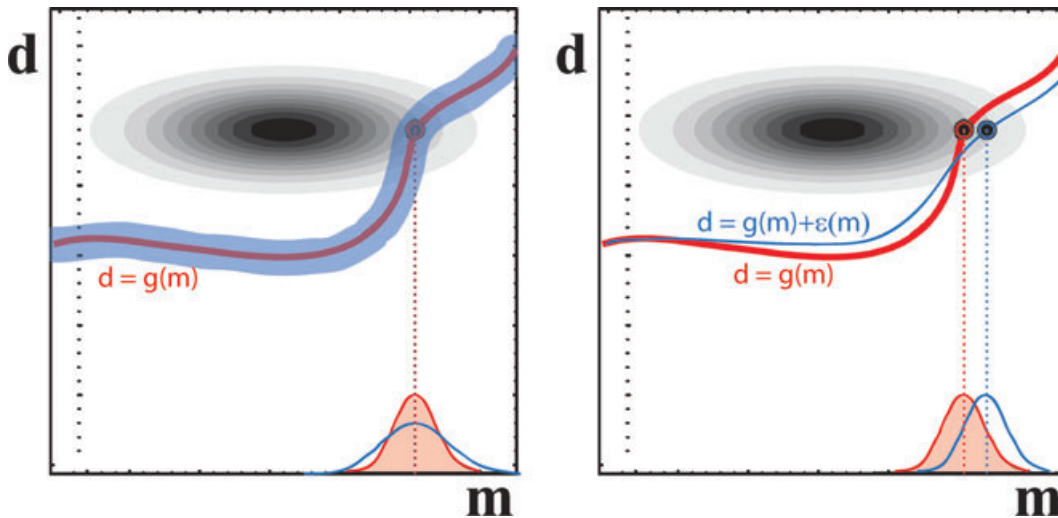 d
d = g(m)
m
d
d = g(m)+ε(m)
d = g(m)
m